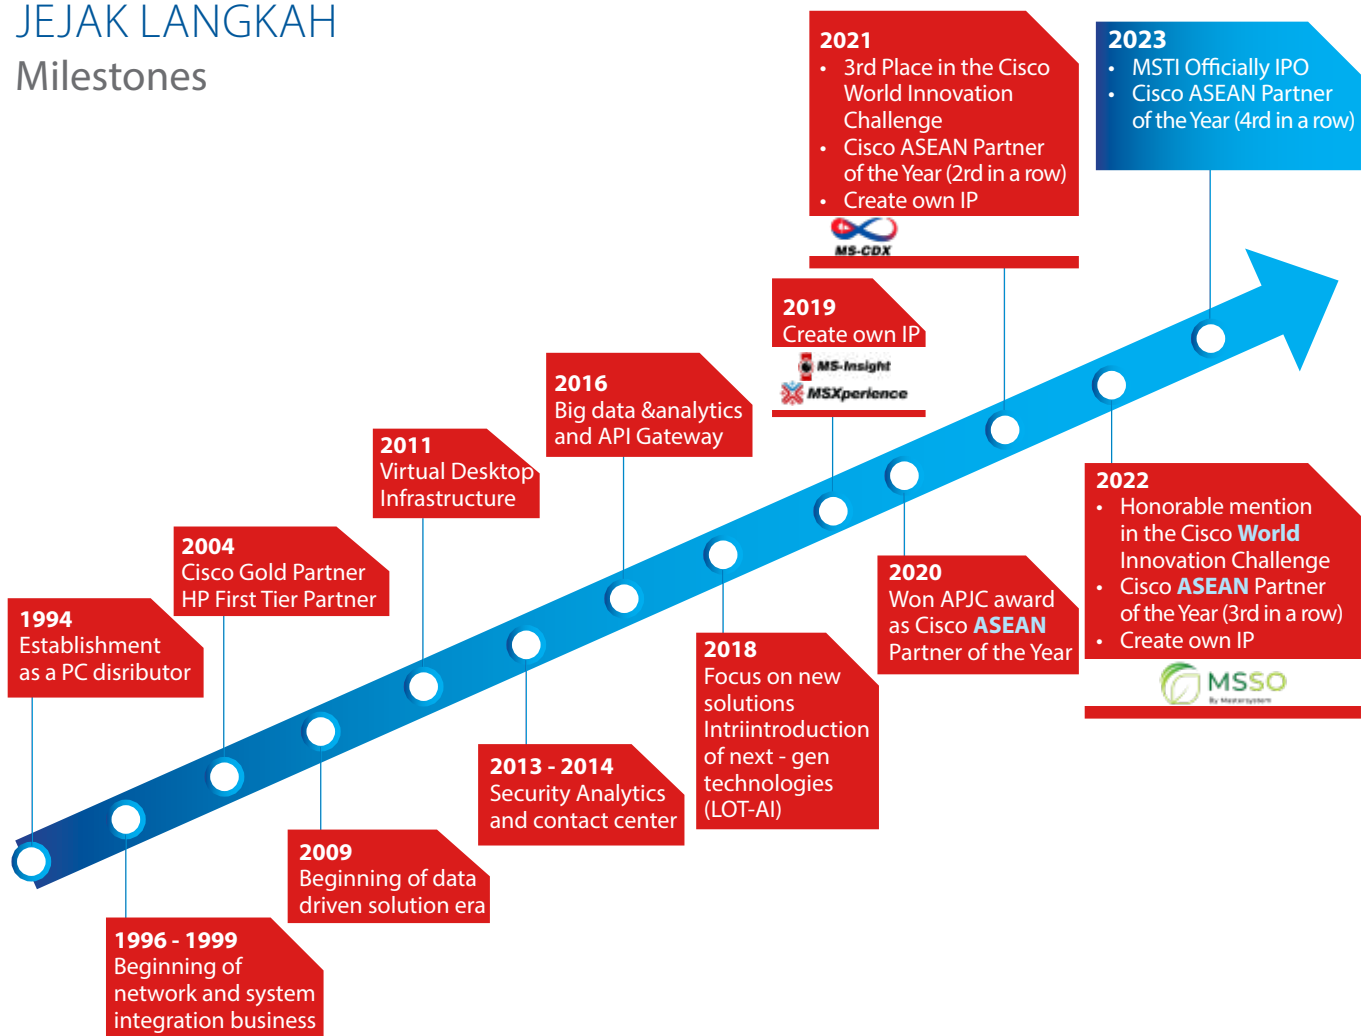 JEJAK LANGKAH
Milestones
1994
Establishment
as a PC disributor
1996 - 1999
Beginning of
network and system
integration business
2004
Cisco Gold Partner
HP First Tier Partner
2009
Beginning of data
driven solution era
2011
Virtual Desktop
Infrastructure
2013 - 2014
Security Analytics
and contact center
2016
Big data &analytics
and API Gateway
2018
Focus on new
solutions
Intriintroduction
of next - gen
technologies
(LOT-AI)
2019
Create own IP
MS-Insight
MSXperience
2020
Won APJC award
as Cisco ASEAN
Partner of the Year
2021
• 3rd Place in the Cisco
World Innovation
Challenge
• Cisco ASEAN Partner
of the Year (2rd in a row)
• Create own IP
MS-CDX
2022
• Honorable mention
in the Cisco World
Innovation Challenge
• Cisco ASEAN Partner
of the Year (3rd in a row)
• Create own IP
MSSO
By Mastersystem
2023
• MSTI Officially IPO
• Cisco ASEAN Partner
of the Year (4rd in a row)